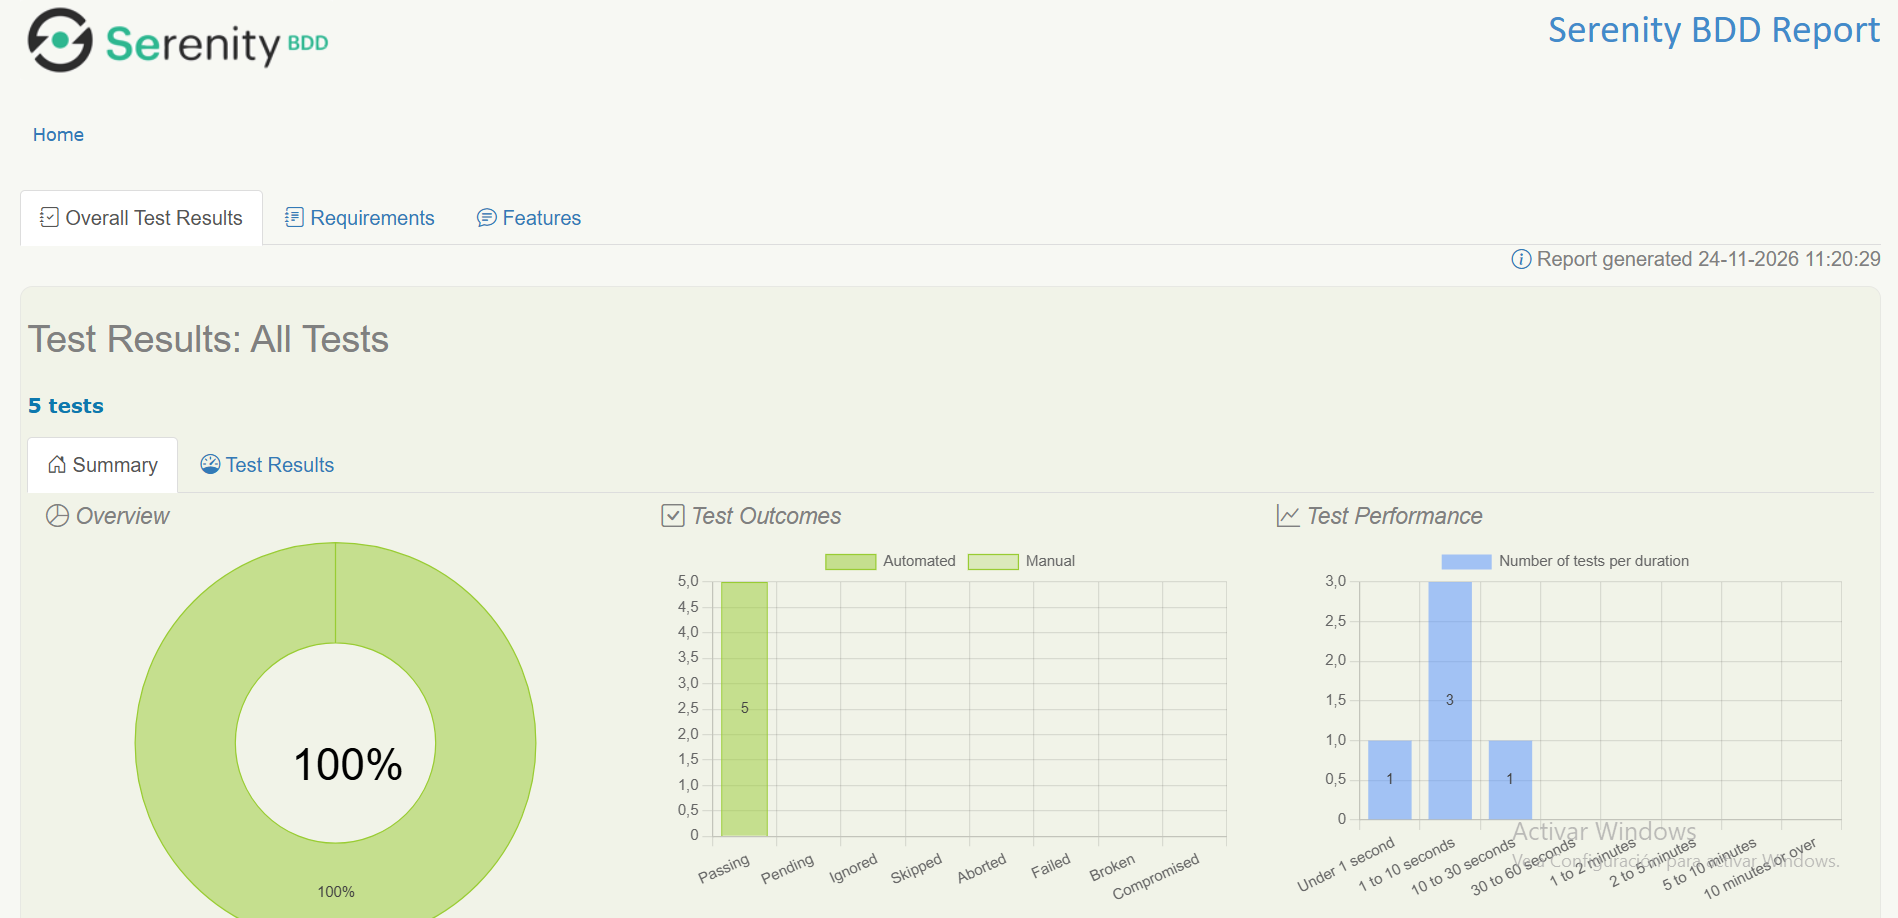 Serenity BDD
Serenity BDD Report
Home
Overall Test Results
Requirements
Features
Report generated 24-11-2026 11:20:29
Test Results: All Tests
5 tests
Summary
Test Results
Overview
100%
100%
Test Outcomes
Automated
Manual
5,0
4,5
4,0
3,5
3,0
2,5
2,0
1,5
1,0
0,5
0
5
Passing
Pending
Ignored
Skipped
Aborted
Failed
Broken
Compromised
Test Performance
Number of tests per duration
3,0
2,5
2,0
1,5
1,0
0,5
0
1
3
1
Under 1 second
1 to 10 seconds
10 to 30 seconds
30 to 60 seconds
1 to 2 minutes
2 to 5 minutes
5 to 10 minutes
10 minutes or over
Activar Windows
Ve a Configuración para activar Windows.